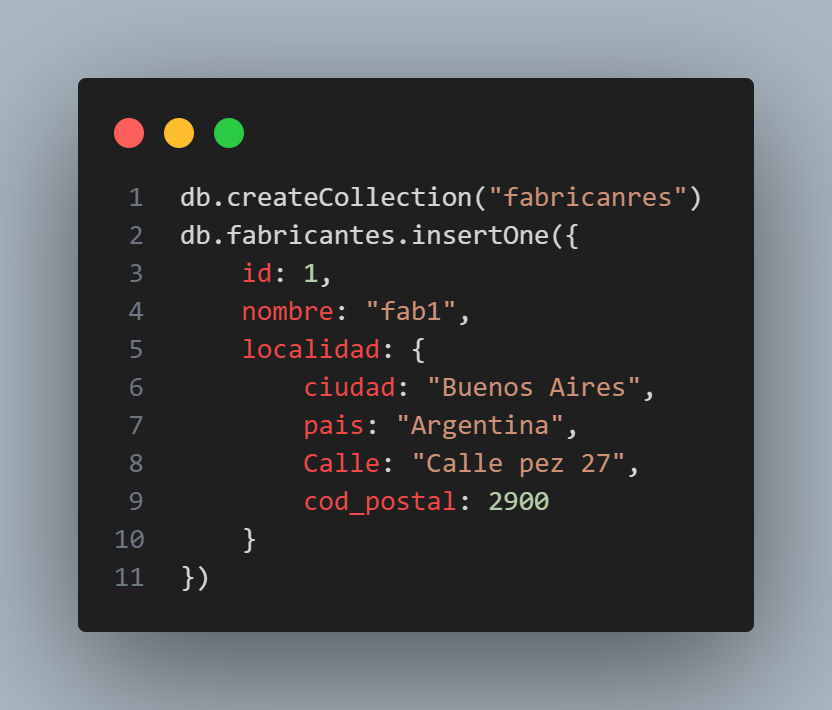 1 db.createCollection("fabricanres")
2 db.fabricantes.insertOne({
3     id: 1,
4     nombre: "fab1",
5     localidad: {
6         ciudad: "Buenos Aires",
7         pais: "Argentina",
8         Calle: "Calle pez 27",
9         cod_postal: 2900
10     }
11 })